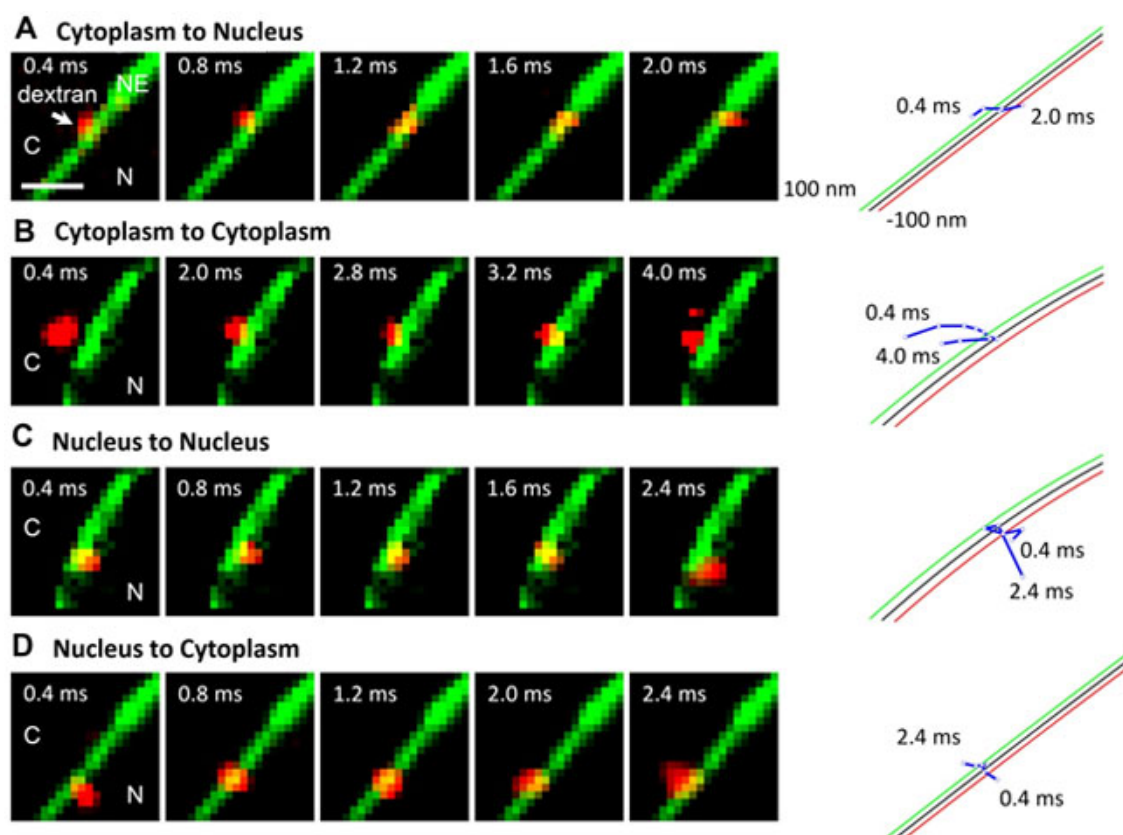 A Cytoplasm to Nucleus
0.4 ms 0.8 ms 1.2 ms 1.6 ms 2.0 ms
NE
dextran
C
N
0.4 ms
2.0 ms
100 nm
-100 nm
B Cytoplasm to Cytoplasm
0.4 ms 2.0 ms 2.8 ms 3.2 ms 4.0 ms
C
N
0.4 ms
4.0 ms
C Nucleus to Nucleus
0.4 ms 0.8 ms 1.2 ms 1.6 ms 2.4 ms
C
N
0.4 ms
2.4 ms
D Nucleus to Cytoplasm
0.4 ms 0.8 ms 1.2 ms 2.0 ms 2.4 ms
C
N
2.4 ms
0.4 ms